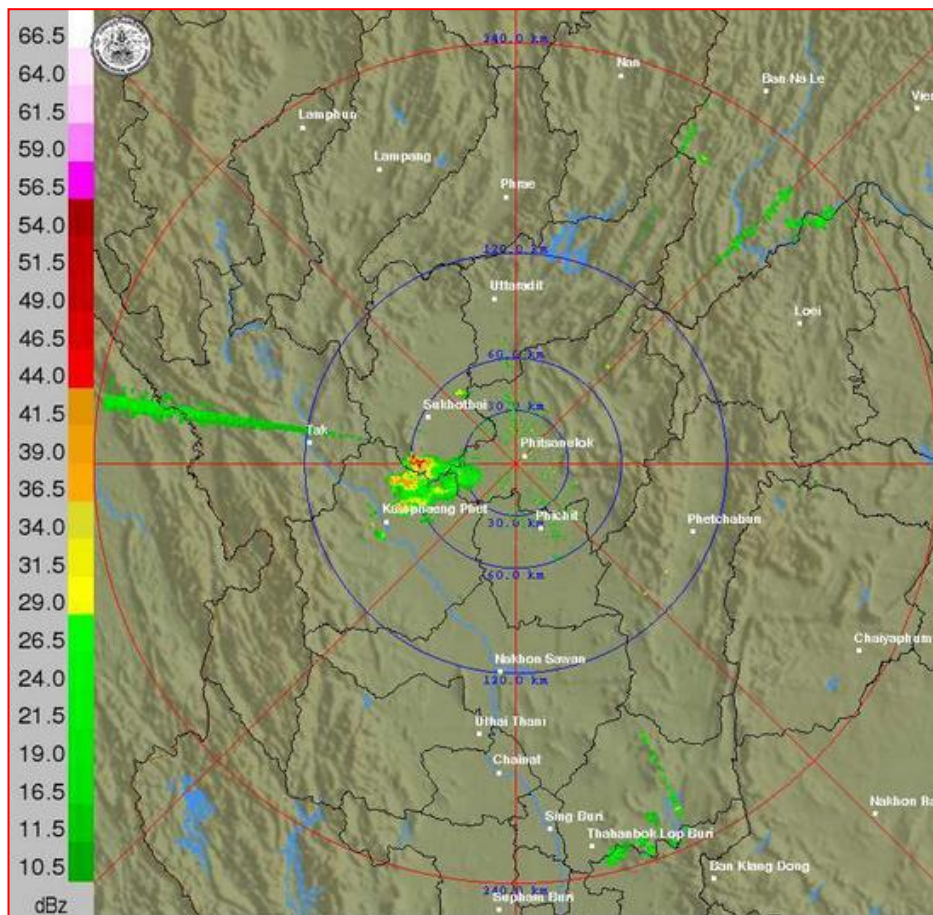 66.5
64.0
61.5
59.0
56.5
54.0
51.5
49.0
46.5
44.0
41.5
39.0
36.5
34.0
31.5
29.0
26.5
24.0
21.5
19.0
16.5
11.5
10.5
dBz
240.0 km
Nan
Ban Na Le
Lamphun
Lampang
Phrae
120.0 km
Uttaradit
Loei
60.0 km
30.0 km
Sukhothai
Tak
Phitsanulok
Kamphaeng Phet
30.0 km
Phichit
Phetchabun
60.0 km
Chaiyaphum
Nakhon Sawan
120.0 km
Uthai Thani
Chainat
Nakhon Ra
Sing Buri
Thahanbok Lop Buri
Ban Klang Dong
240.0 km
Suphan Buri